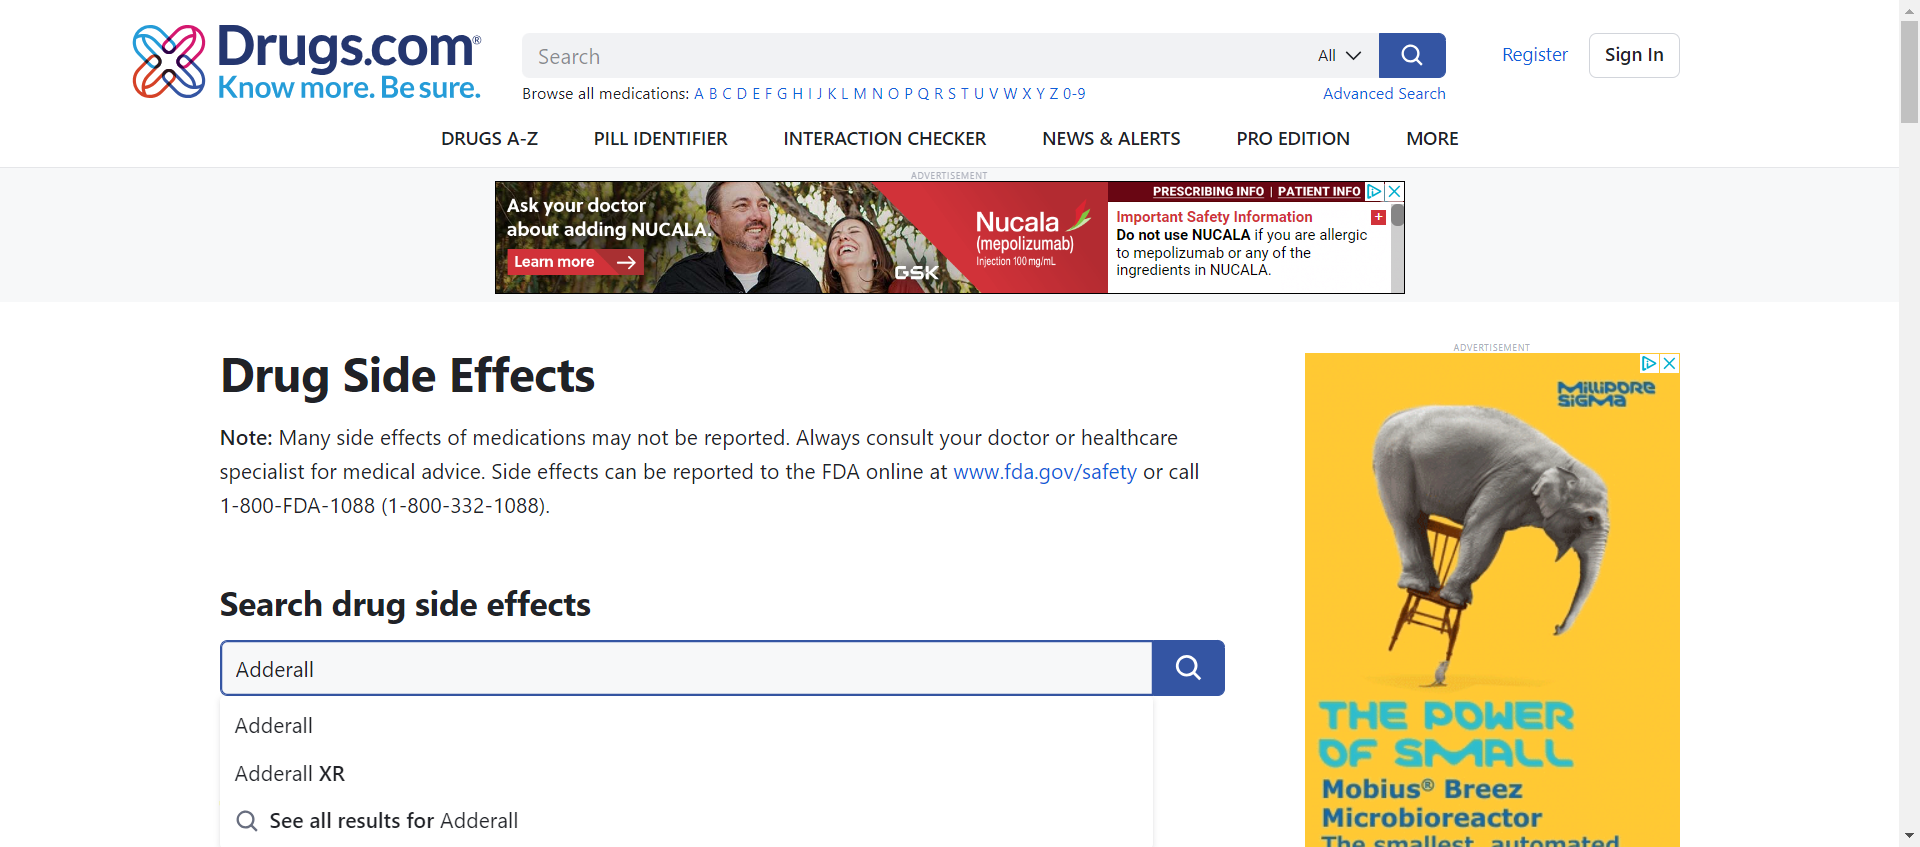 Drugs.com®
Know more. Be sure.
Search
All
Register
Sign In
Browse all medications: A B C D E F G H I J K L M N O P Q R S T U V W X Y Z 0-9
Advanced Search
DRUGS A-Z
PILL IDENTIFIER
INTERACTION CHECKER
NEWS & ALERTS
PRO EDITION
MORE
ADVERTISEMENT
Ask your doctor
about adding NUCALA.
Learn more
GSK
Nucala
(mepolizumab)
Injection 100 mg/mL
PRESCRIBING INFO | PATIENT INFO
Important Safety Information
Do not use NUCALA if you are allergic
to mepolizumab or any of the
ingredients in NUCALA.
Drug Side Effects
Note: Many side effects of medications may not be reported. Always consult your doctor or healthcare
specialist for medical advice. Side effects can be reported to the FDA online at www.fda.gov/safety or call
1-800-FDA-1088 (1-800-332-1088).
Search drug side effects
Adderall
Adderall
Adderall XR
See all results for Adderall
ADVERTISEMENT
Millipore
Sigma
THE POWER
OF SMALL
Mobius® Breez
Microbioreactor
The smallest, automated